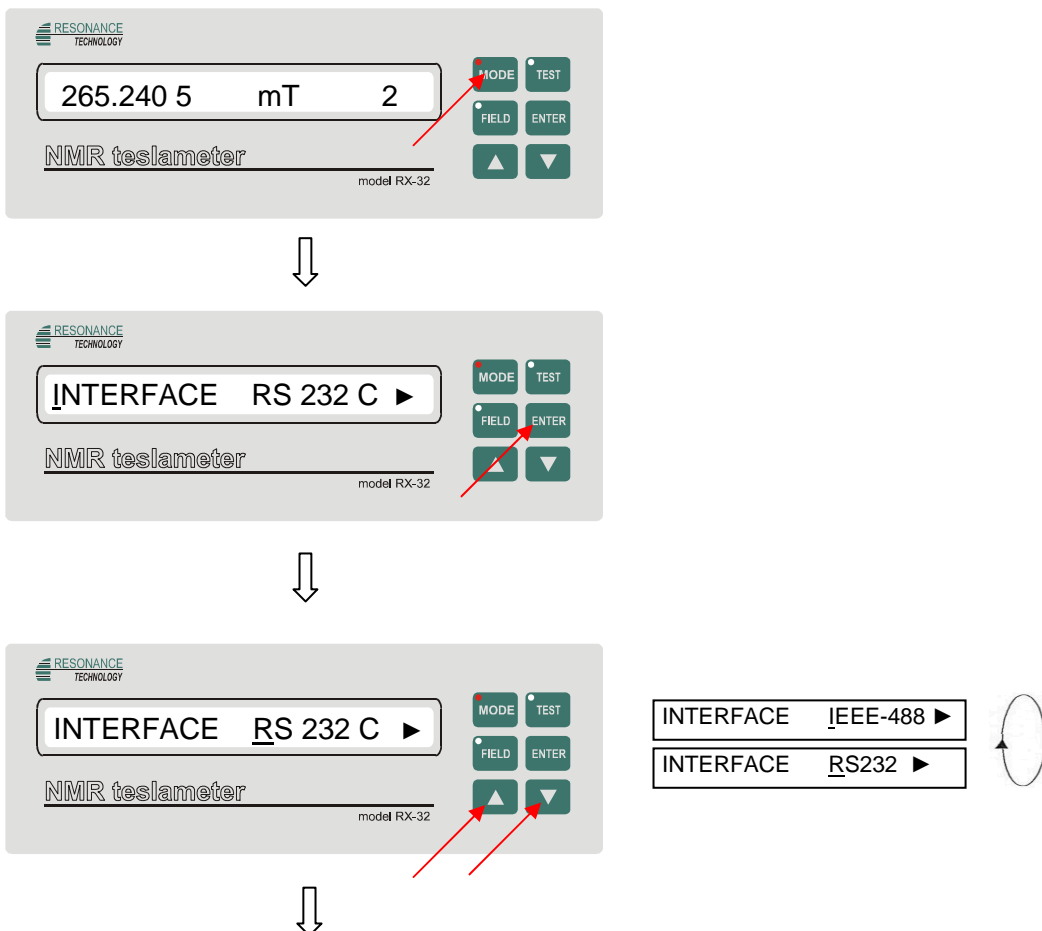 RESONANCE
TECHNOLOGY
265.240 5 mT 2
MODE TEST
FIELD ENTER
▲ ▼
NMR teslameter
model RX-32
RESONANCE
TECHNOLOGY
INTERFACE RS 232 C ►
MODE TEST
FIELD ENTER
▲ ▼
NMR teslameter
model RX-32
RESONANCE
TECHNOLOGY
INTERFACE RS 232 C ►
MODE TEST
FIELD ENTER
▲ ▼
NMR teslameter
model RX-32
INTERFACE IEEE-488 ►
INTERFACE RS232 ►